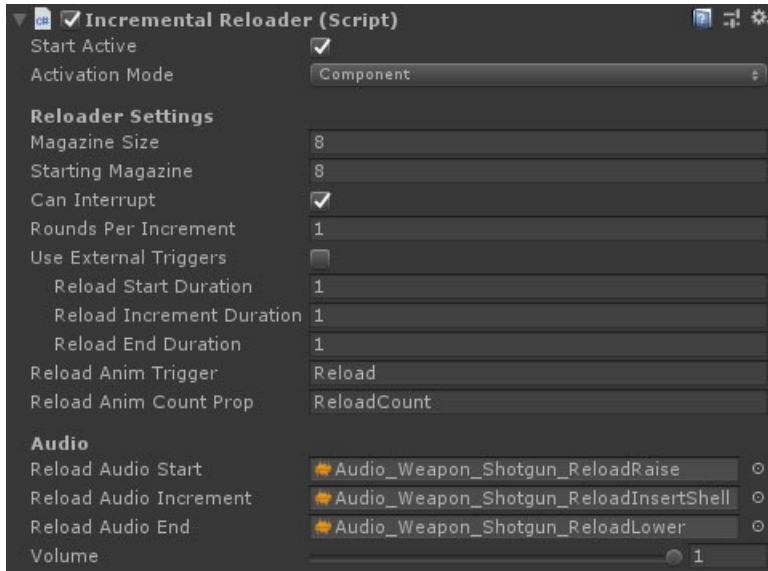 Incremental Reloader (Script)
Start Active
Activation Mode Component
Reloader Settings
Magazine Size 8
Starting Magazine 8
Can Interrupt
Rounds Per Increment 1
Use External Triggers
Reload Start Duration 1
Reload Increment Duration 1
Reload End Duration 1
Reload Anim Trigger Reload
Reload Anim Count Prop ReloadCount
Audio
Reload Audio Start Audio_Weapon_Shotgun_ReloadRaise
Reload Audio Increment Audio_Weapon_Shotgun_ReloadInsertShell
Reload Audio End Audio_Weapon_Shotgun_ReloadLower
Volume 1